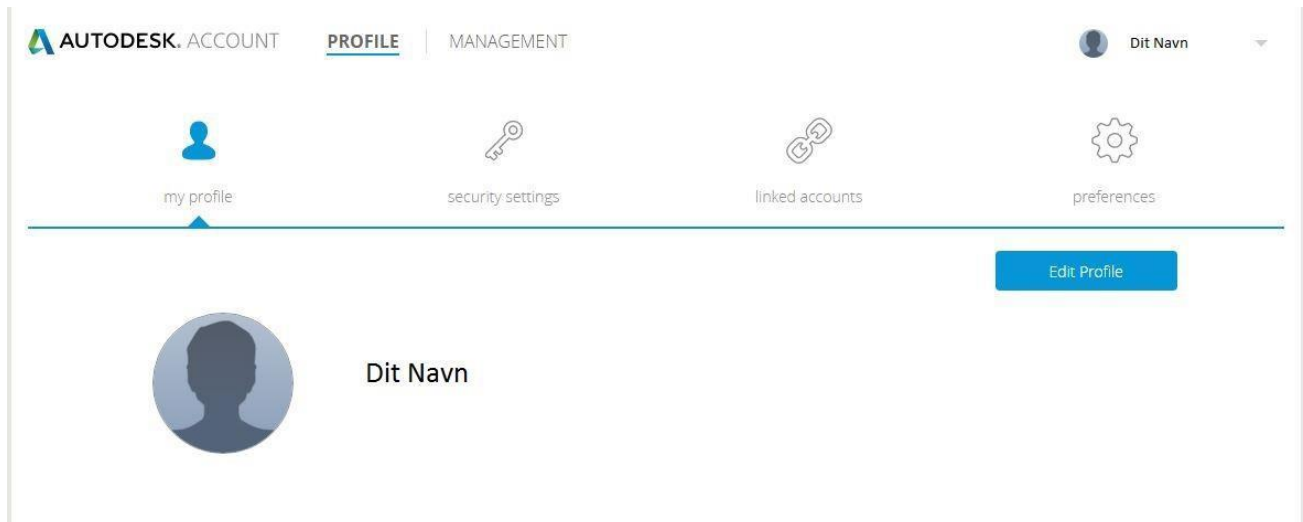 AUTODESK. ACCOUNT PROFILE MANAGEMENT Dit Navn
my profile security settings linked accounts preferences
Edit Profile
Dit Navn